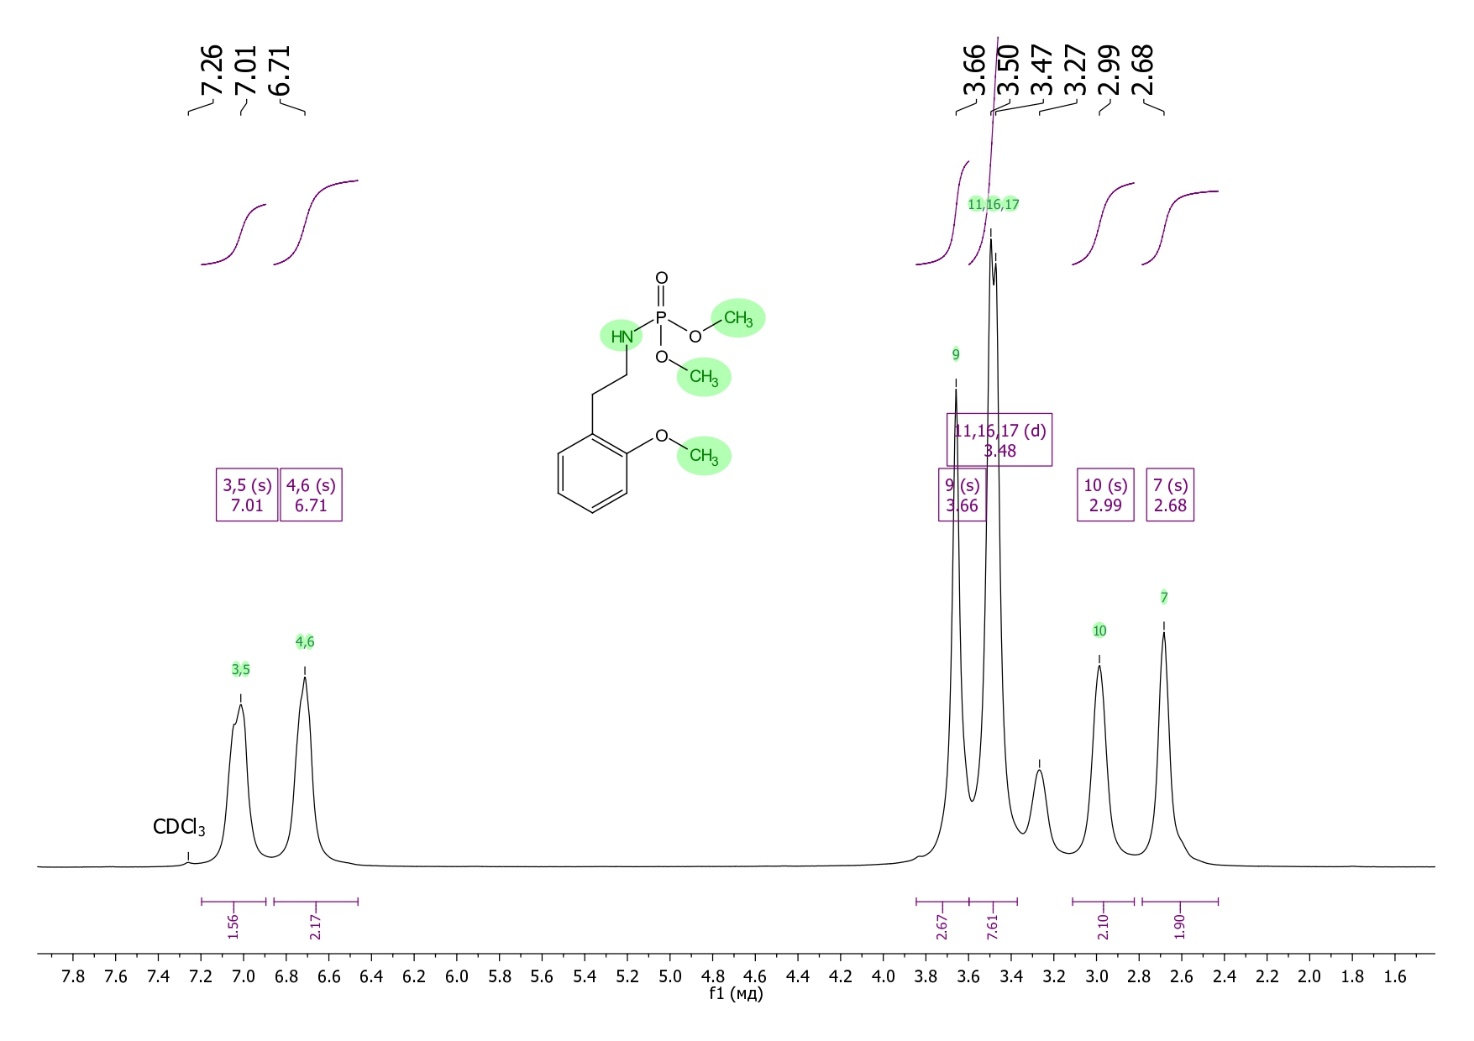 7.26
7.01
6.71
3.66
3.50
3.47
3.27
2.99
2.68
11,16,17
O
P
HN
O
CH3
O
CH3
O
CH3
9
11,16,17 (d)
3.48
3,5 (s)
7.01
4,6 (s)
6.71
9 (s)
3.66
10 (s)
2.99
7 (s)
2.68
7
10
4,6
3,5
CDCl3
1.56
2.17
2.67
7.61
2.10
1.90
7.8 7.6 7.4 7.2 7.0 6.8 6.6 6.4 6.2 6.0 5.8 5.6 5.4 5.2 5.0 4.8 4.6 4.4 4.2 4.0 3.8 3.6 3.4 3.2 3.0 2.8 2.6 2.4 2.2 2.0 1.8 1.6
f1 (мд)